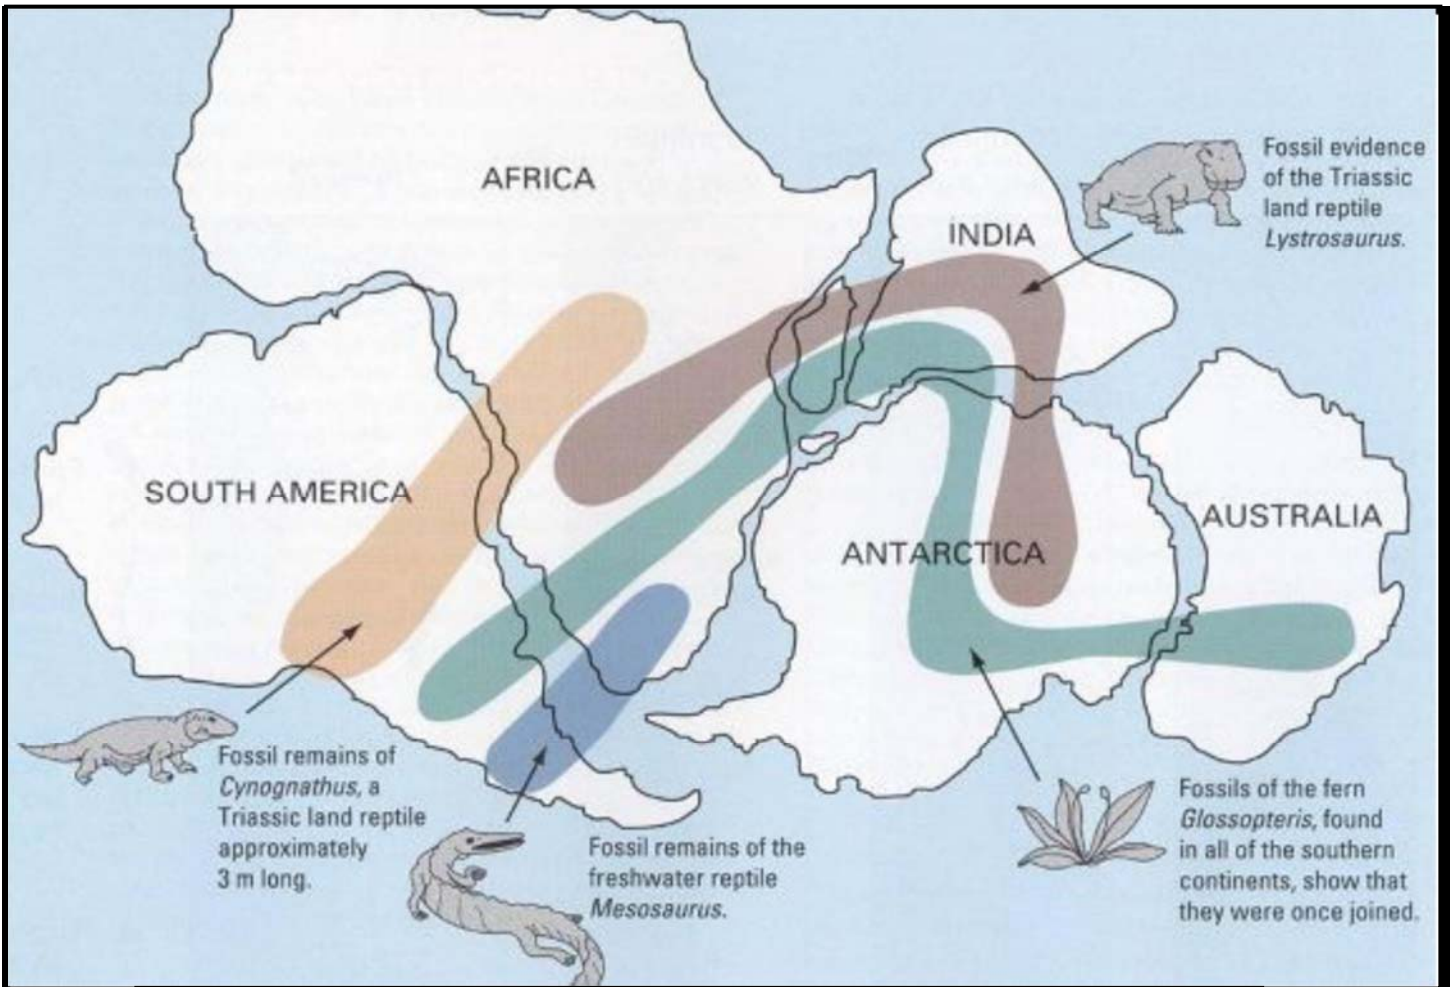 AFRICA
INDIA
Fossil evidence
of the Triassic
land reptile
Lystrosaurus.
SOUTH AMERICA
ANTARCTICA
AUSTRALIA
Fossil remains of
Cynognathus, a
Triassic land reptile
approximately
3 m long.
Fossil remains of the
freshwater reptile
Mesosaurus.
Fossils of the fern
Glossopteris, found
in all of the southern
continents, show that
they were once joined.